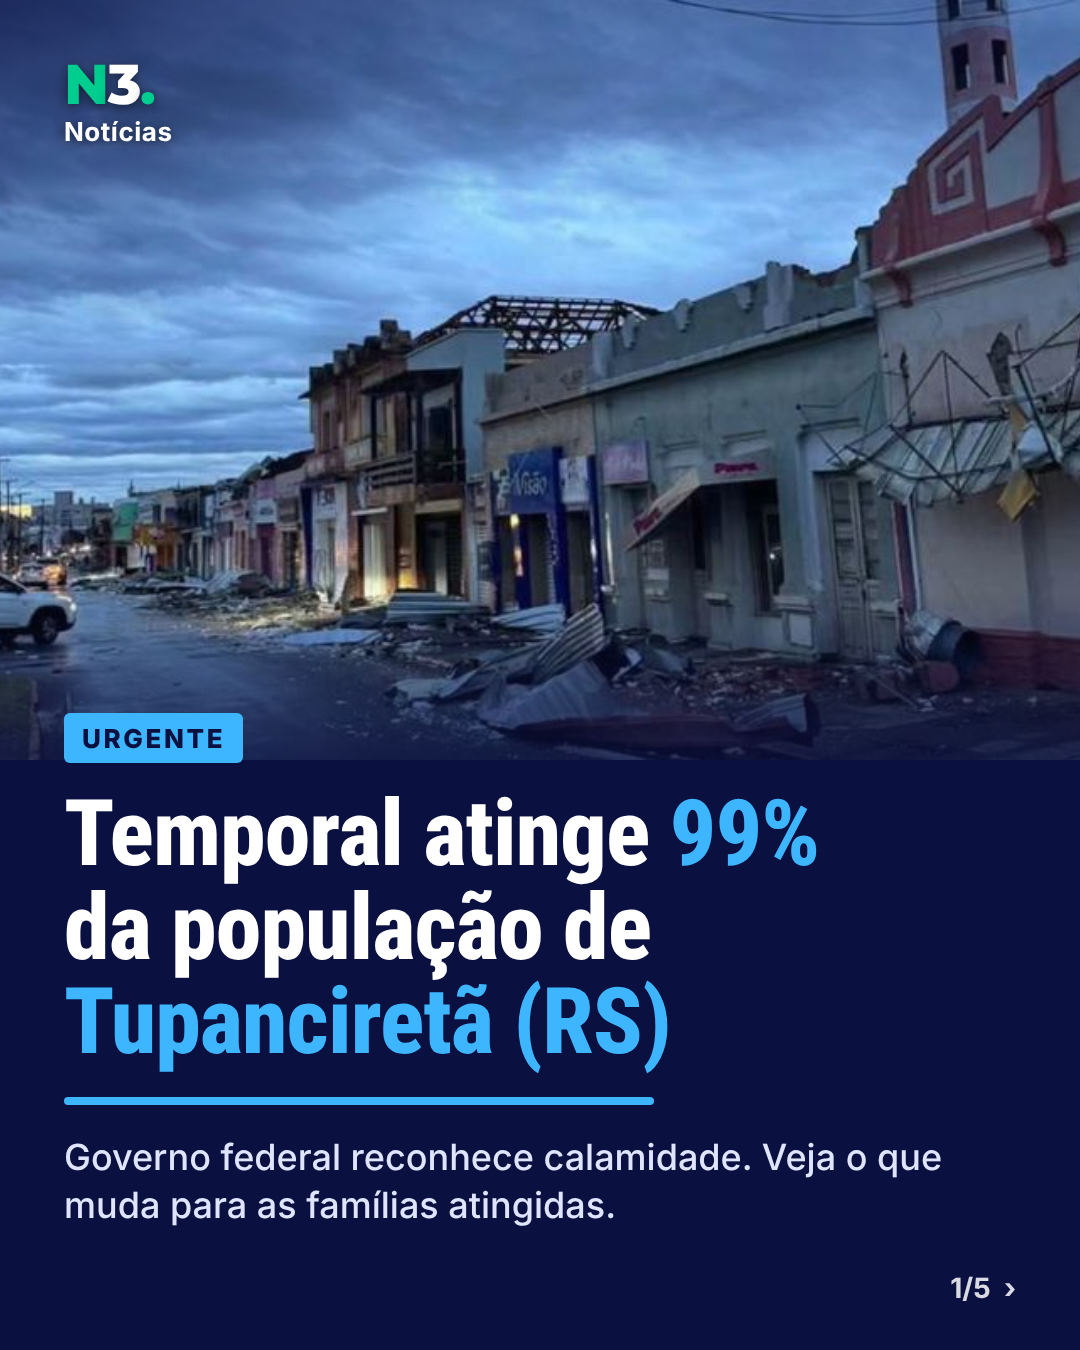 N3.
Notícias
Visão
URGENTE
Temporal atinge 99%
da população de
Tupanciretã (RS)
Governo federal reconhece calamidade. Veja o que
muda para as famílias atingidas.
1/5 ›